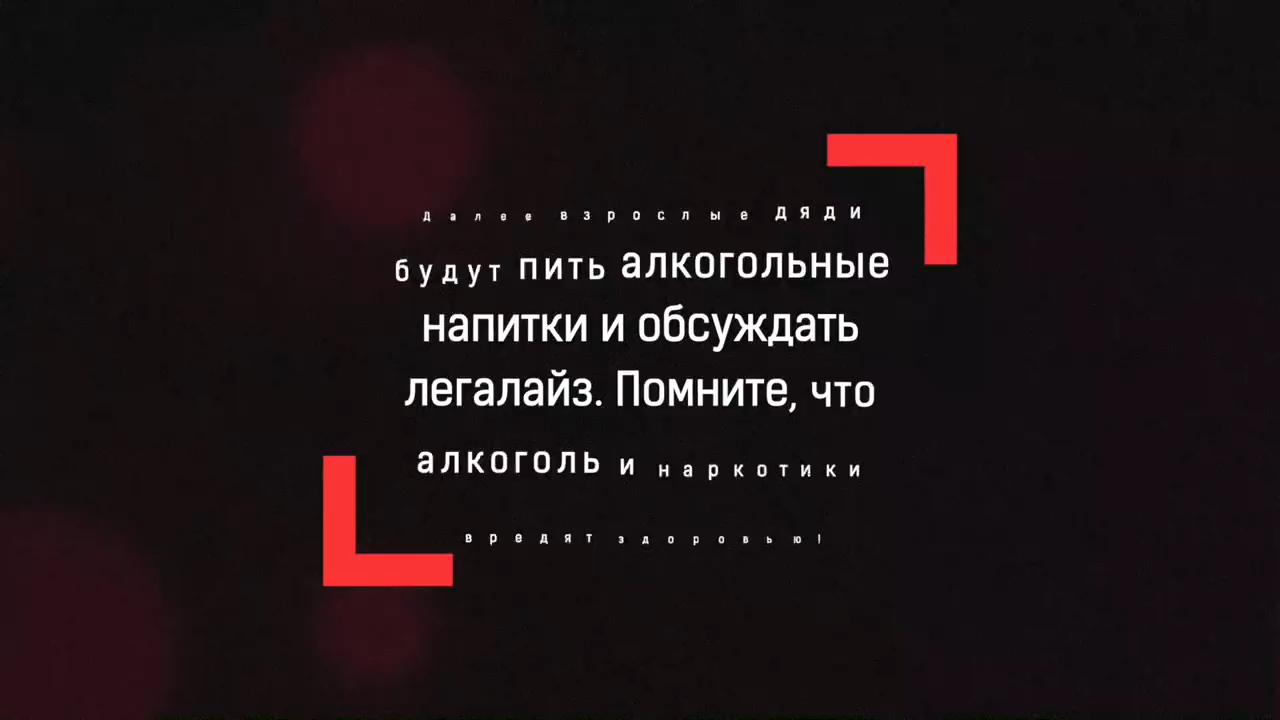 Далее взрослые дяди
будут пить алкогольные
напитки и обсуждать
легалайз. Помните, что
алкоголь и наркотики
вредят здоровью!